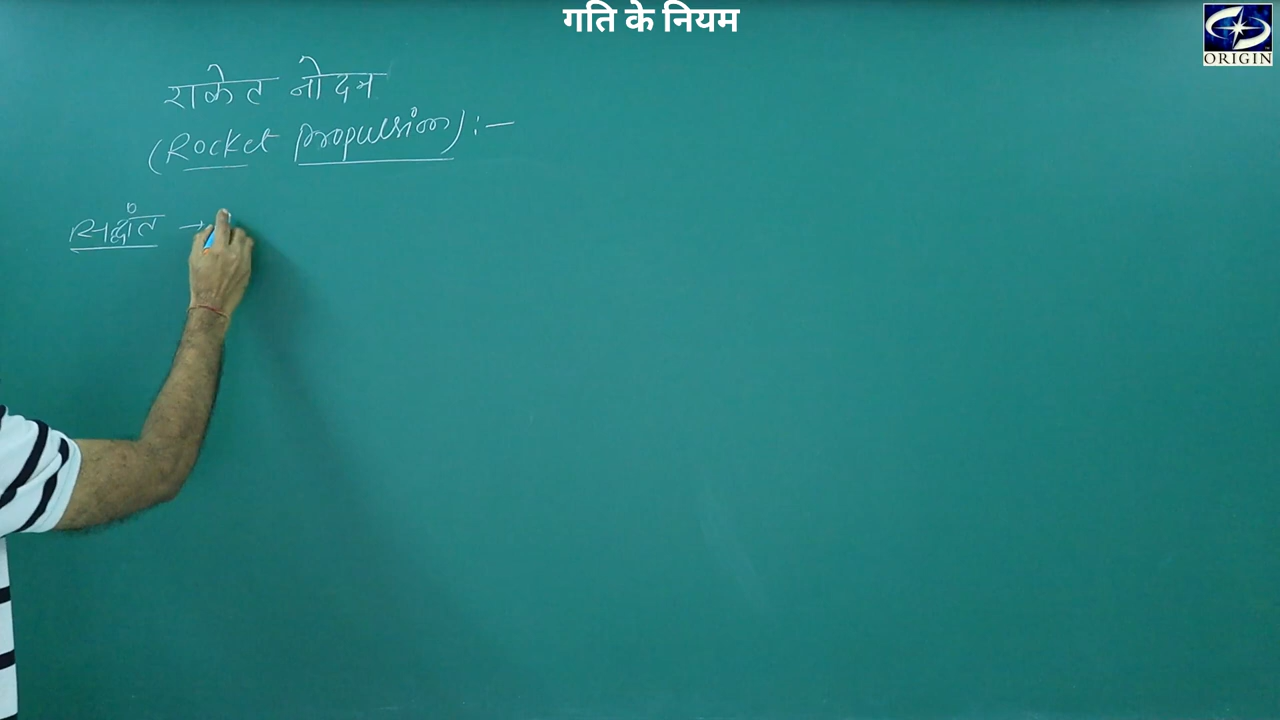 गति के नियम
ORIGIN
राकेट नोदन
(Rocket Propulsion) :-
सिद्धांत →